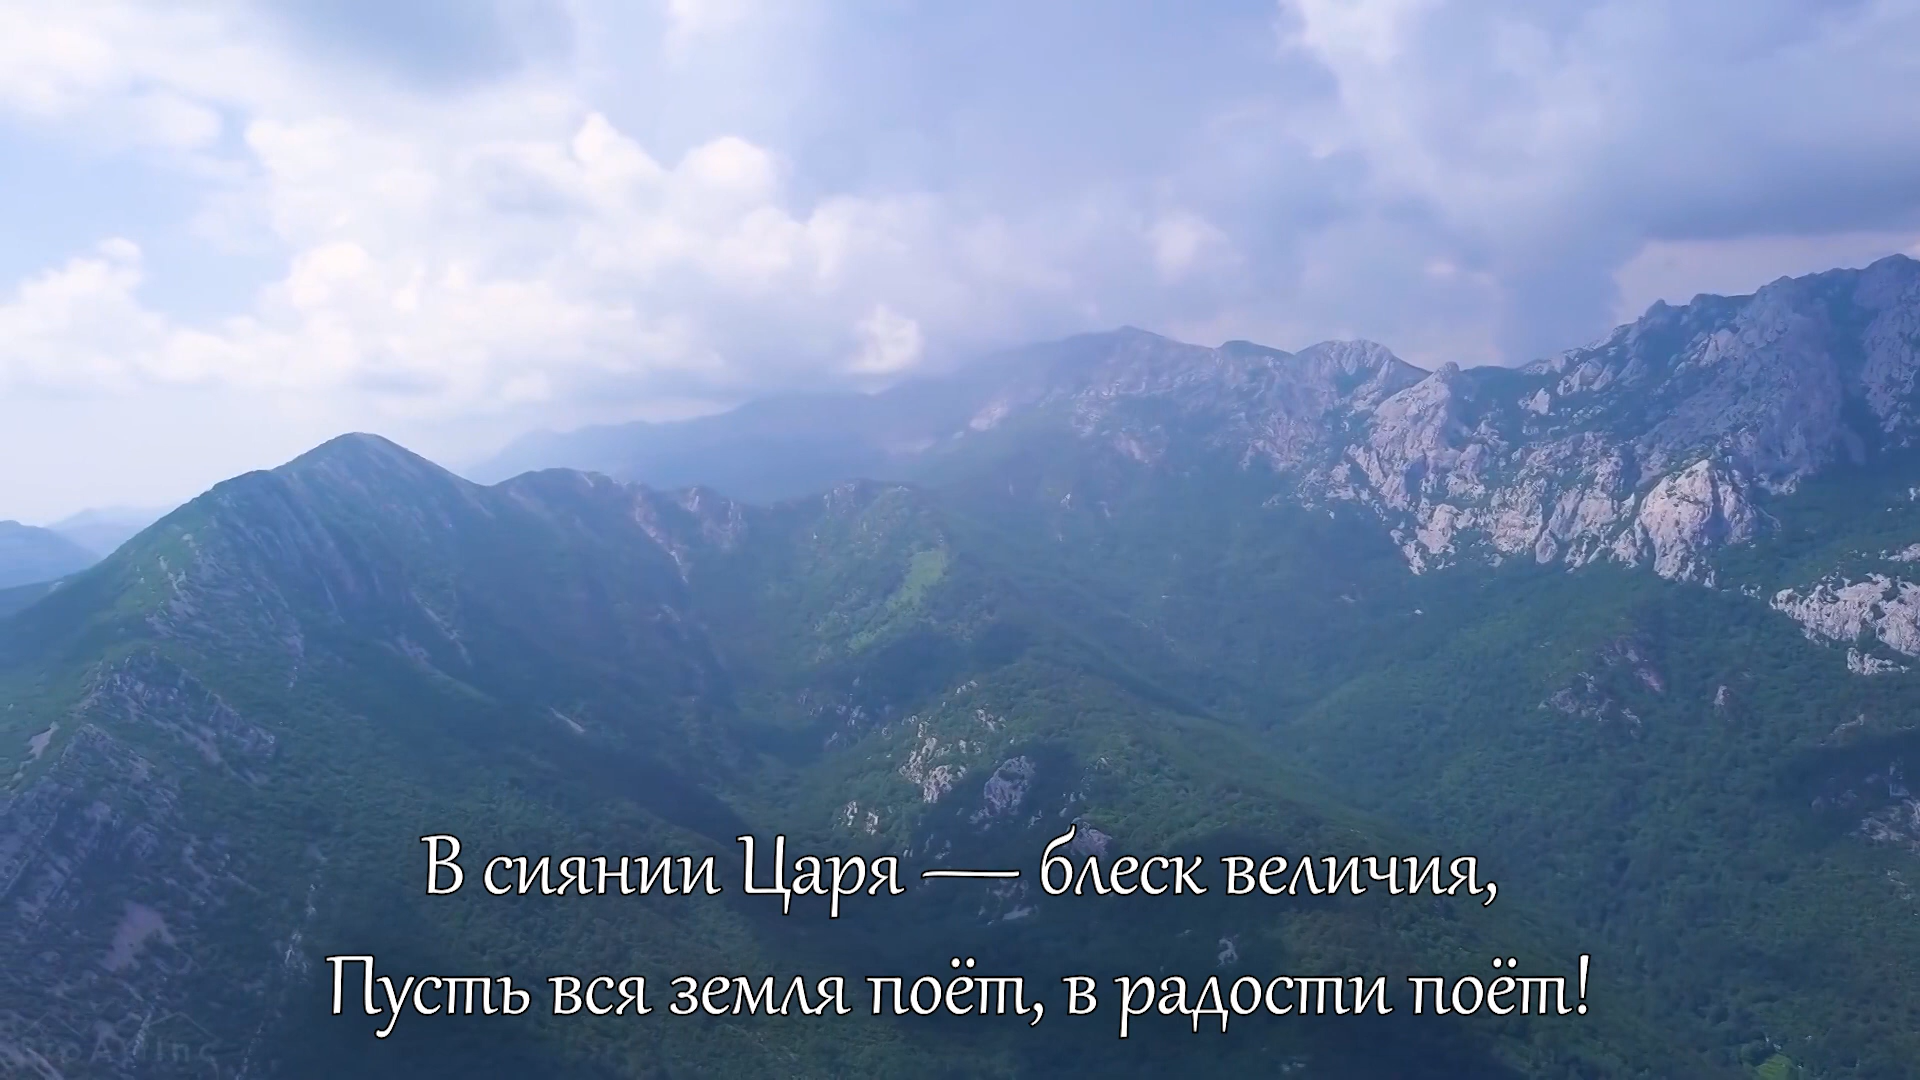 В сиянии Царя — блеск величия,
Пусть вся земля поёт, в радости поёт!